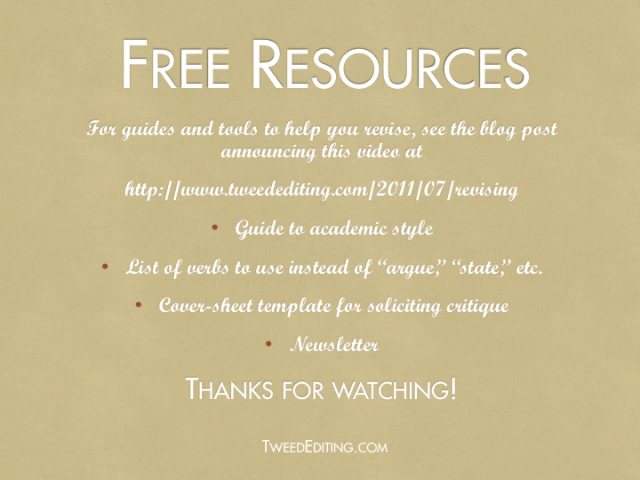 Free Resources
For guides and tools to help you revise, see the blog post
announcing this video at
http://www.tweedediting.com/2011/07/revising
• Guide to academic style
• List of verbs to use instead of “argue,” “state,” etc.
• Cover-sheet template for soliciting critique
• Newsletter
Thanks for watching!
TweedEditing.com